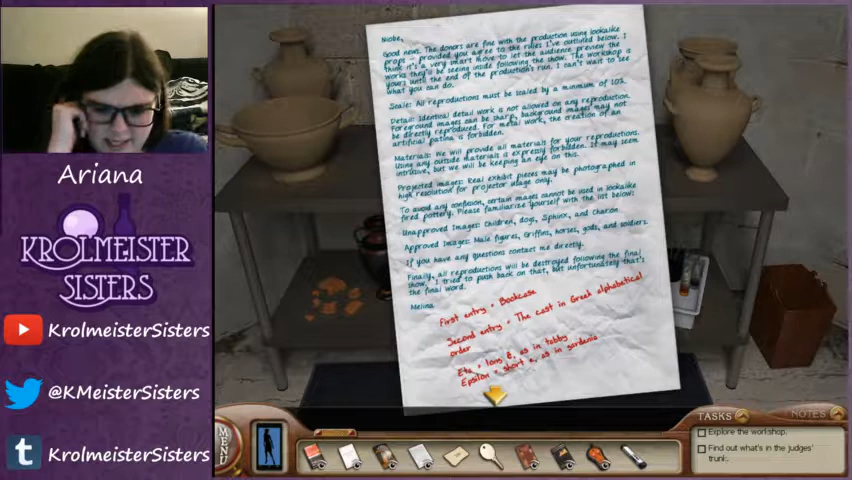 Niobe,
Good news. The donors are fine with the production using lookalike
props - provided you agree to the rules I've outlined below. I
think it's a very smart move to let the audience preview the
works they'll be seeing inside following the show. The workshop is
yours until the end of the production's run. I can't wait to see
what you can do.
Scale: All reproductions must be scaled by a minimum of 10%.
Detail: Identical detail work is not allowed on any reproduction.
Foreground images can be sharp, background images may not
be directly reproduced. For metal work, the creation of an
artificial patina is forbidden.
Materials: We will provide all materials for your reproductions.
Using any outside materials is expressly forbidden. It may seem
intrusive, but we will be keeping an eye on this.
Projected images: Real exhibit pieces may be photographed in
high resolution for projector usage only.
To avoid any confusion, certain images cannot be used in lookalike
fired pottery. Please familiarize yourself with the list below:
Unapproved Images: Children, dogs, Sphinx, and Charon
Approved Images: Male figures, Griffins, horses, gods, and soldiers
If you have any questions contact me directly.
Finally, all reproductions will be destroyed following the final
show. I tried to push back on that, but unfortunately that's
the final word.
Melina
First entry = Bookcase
Second entry = The cast in Greek alphabetical
order
Eta = long e, as in tabby
Epsilon = short e, as in gardenia
Ariana
KROLMEISTER
SISTERS
KrolmeisterSisters
@KMeisterSisters
KrolmeisterSisters
MENU
TASKS
NOTES
Explore the workshop.
Find out what's in the judges'
trunk.